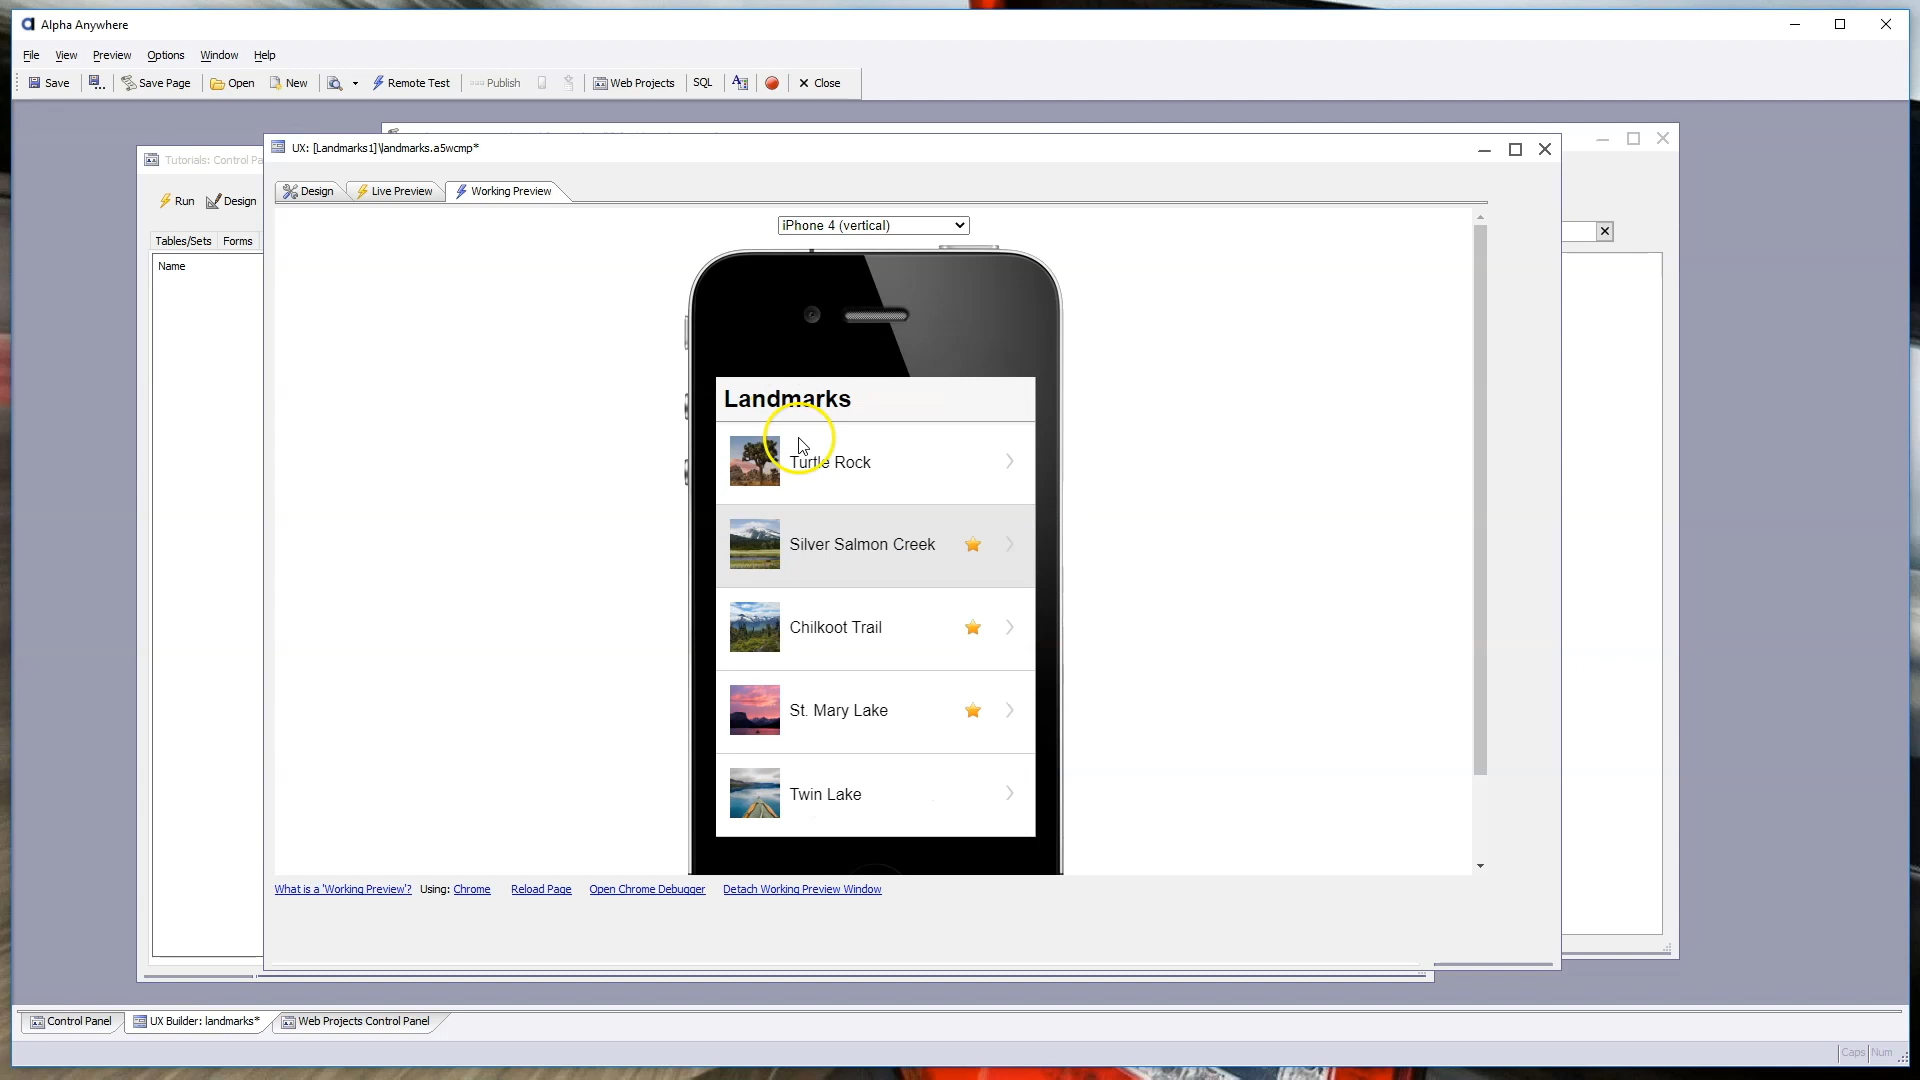 Alpha Anywhere
File View Preview Options Window Help
Save Save Page Open New Remote Test Publish Web Projects SQL Close
UX: [Landmarks1]\landmarks.a5wcmp*
Tutorials: Control Pa
Design Live Preview Working Preview
Run Design
iPhone 4 (vertical)
Tables/Sets Forms
Name
Landmarks
Turtle Rock
Silver Salmon Creek
Chilkoot Trail
St. Mary Lake
Twin Lake
What is a 'Working Preview'? Using: Chrome Reload Page Open Chrome Debugger Detach Working Preview Window
Control Panel UX Builder: landmarks* Web Projects Control Panel
Caps Num